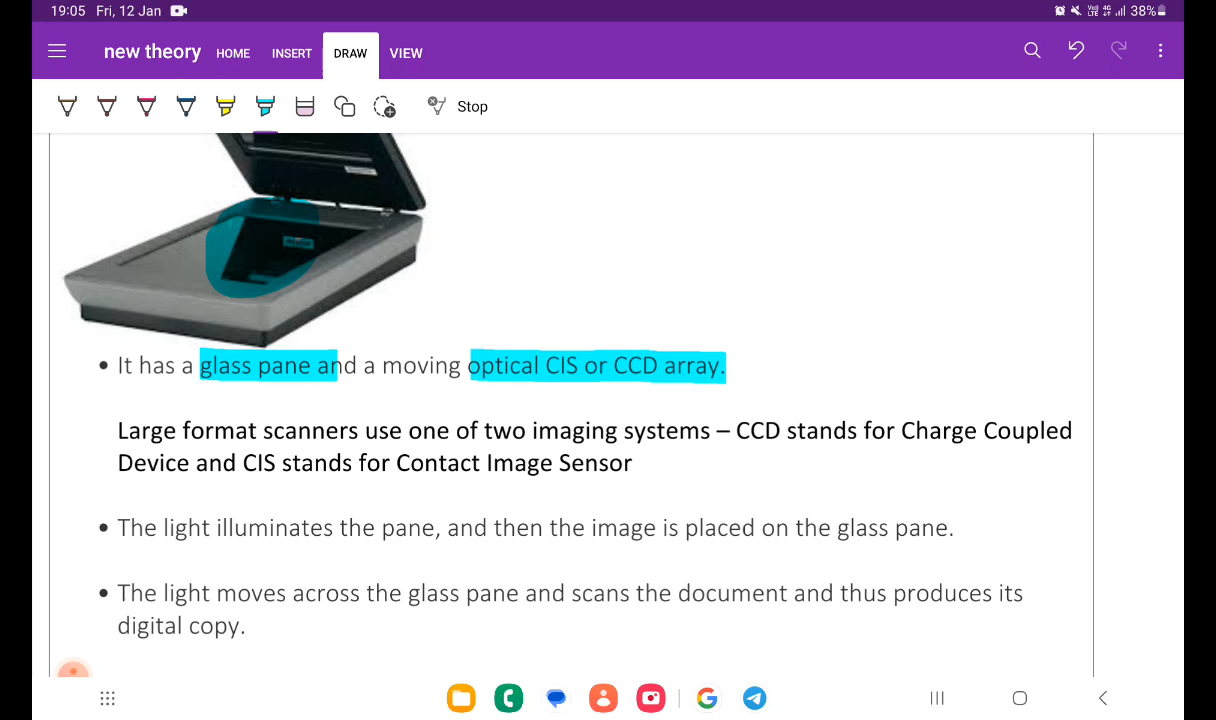 19:05 Fri, 12 Jan
38%
new theory HOME INSERT DRAW VIEW
Stop
• It has a glass pane and a moving optical CIS or CCD array.
Large format scanners use one of two imaging systems – CCD stands for Charge Coupled
Device and CIS stands for Contact Image Sensor
• The light illuminates the pane, and then the image is placed on the glass pane.
• The light moves across the glass pane and scans the document and thus produces its
digital copy.